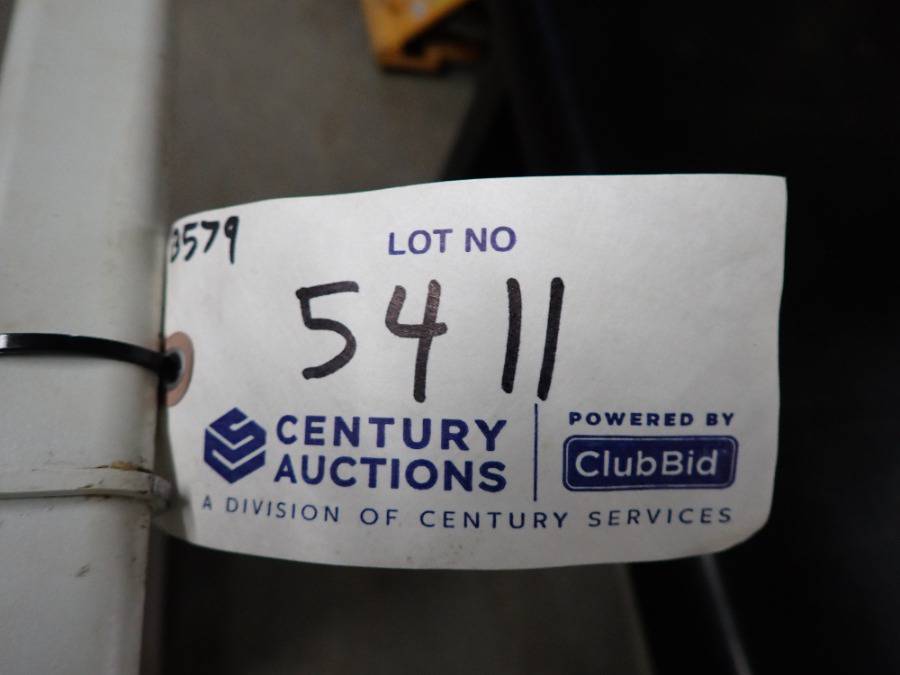 3579
LOT NO
5411
CENTURY
AUCTIONS
POWERED BY
ClubBid
A DIVISION OF CENTURY SERVICES